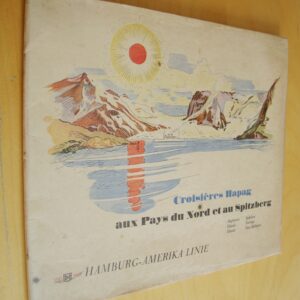 Croisières Hapag
aux Pays du Nord et au Spitzberg
HAMBURG-AMERIKA LINIE